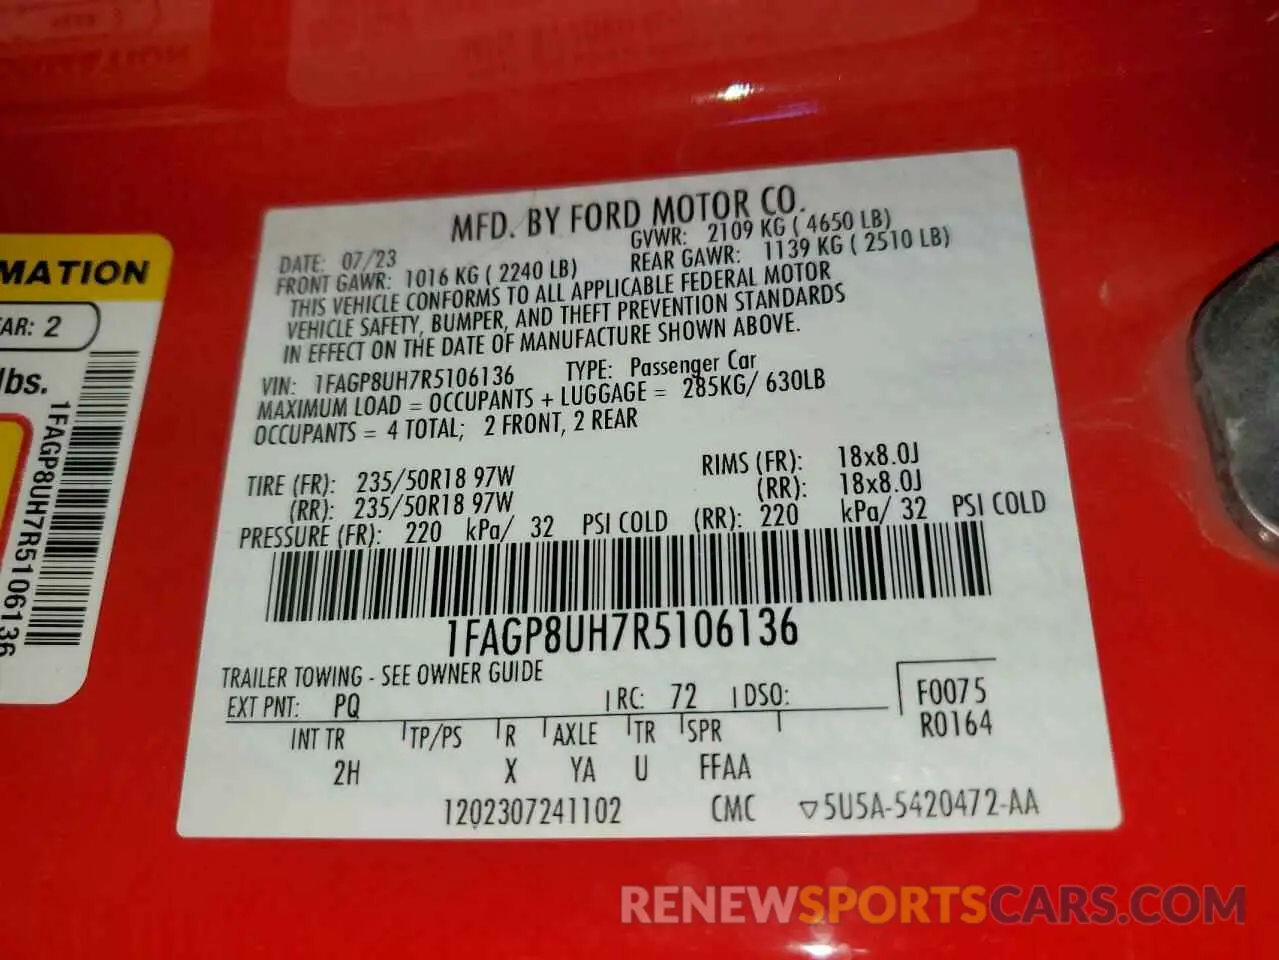 MATION
AR: 2
lbs.
1FAGP8UH7R5106136
MFD. BY FORD MOTOR CO.
DATE: 07/23 GVWR: 2109 KG ( 4650 LB)
FRONT GAWR: 1016 KG ( 2240 LB) REAR GAWR: 1139 KG ( 2510 LB)
THIS VEHICLE CONFORMS TO ALL APPLICABLE FEDERAL MOTOR
VEHICLE SAFETY, BUMPER, AND THEFT PREVENTION STANDARDS
IN EFFECT ON THE DATE OF MANUFACTURE SHOWN ABOVE.
VIN: 1FAGP8UH7R5106136 TYPE: Passenger Car
MAXIMUM LOAD = OCCUPANTS + LUGGAGE = 285KG/ 630LB
OCCUPANTS = 4 TOTAL; 2 FRONT, 2 REAR
TIRE (FR): 235/50R18 97W RIMS (FR): 18x8.0J
(RR): 235/50R18 97W (RR): 18x8.0J
PRESSURE (FR): 220 kPa/ 32 PSI COLD (RR): 220 kPa/ 32 PSI COLD
1FAGP8UH7R5106136
TRAILER TOWING - SEE OWNER GUIDE
EXT PNT: PQ RC: 72 DSO: F0075
INT TR TP/PS R AXLE TR SPR R0164
2H X YA U FFAA
1202307241102 CMC ▽5U5A-5420472-AA
RENEWSPORTSCARS.COM